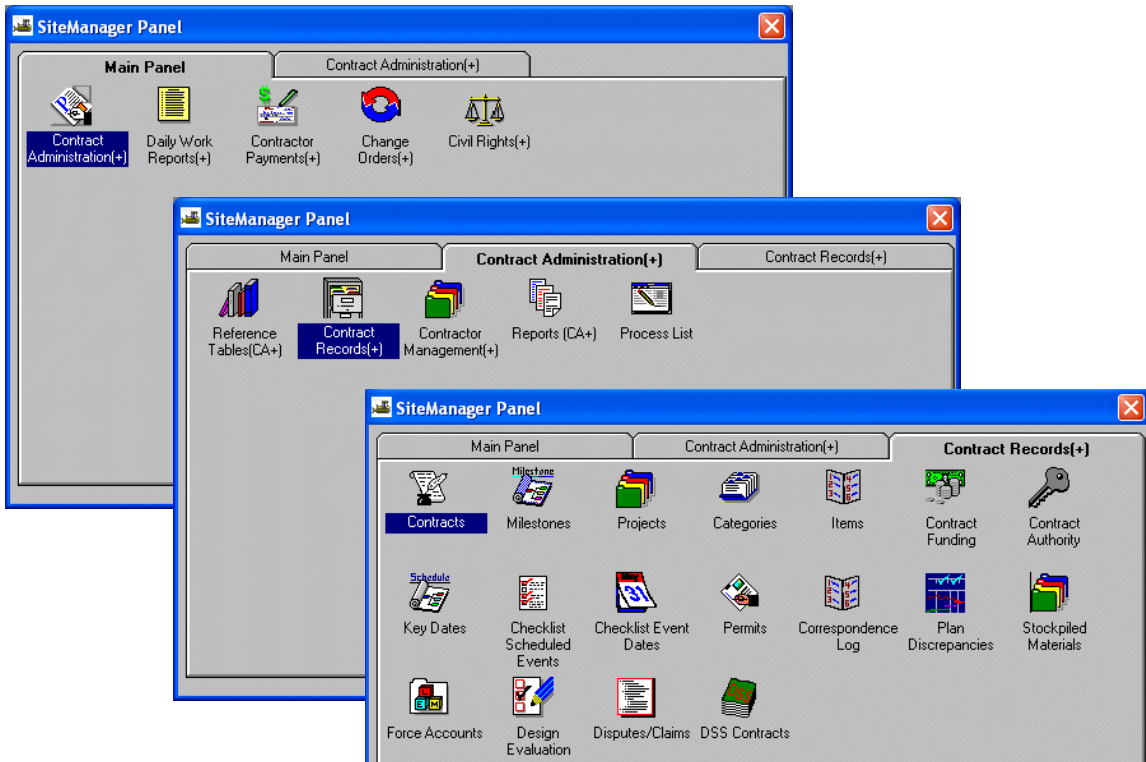 SiteManager Panel
Main Panel
Contract Administration(+)
Contract
Administration(+)
Daily Work
Reports(+)
Contractor
Payments(+)
Change
Orders(+)
Civil Rights(+)
SiteManager Panel
Main Panel
Contract Administration(+)
Contract Records(+)
Reference
Tables(CA+)
Contract
Records(+)
Contractor
Management(+)
Reports (CA+)
Process List
SiteManager Panel
Main Panel
Contract Administration(+)
Contract Records(+)
Milestone
Contracts
Milestones
Projects
Categories
Items
Contract
Funding
Contract
Authority
Schedule
31
Key Dates
Checklist
Scheduled
Events
Checklist Event
Dates
Permits
Correspondence
Log
Plan
Discrepancies
Stockpiled
Materials
Force Accounts
Design
Evaluation
Disputes/Claims
DSS Contracts